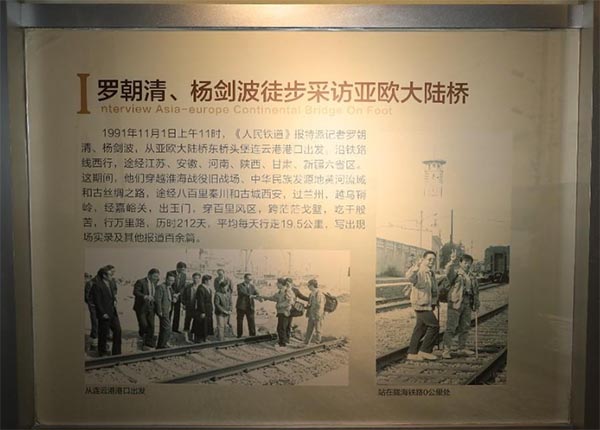 罗朝清、杨剑波徒步采访亚欧大陆桥
Interview Asia-europe Continental Bridge On Foot
1991年11月1日上午11时，《人民铁道》报特派记者罗朝
清、杨剑波，从亚欧大陆桥东桥头堡连云港港口出发，沿铁路
线西行，途经江苏、安徽、河南、陕西、甘肃、新疆六省区。
这期间，他们穿越淮海战役旧战场、中华民族发源地黄河流域
和古丝绸之路，途经八百里秦川和古城西安，过兰州，越乌鞘
岭，经嘉峪关，出玉门，穿百里风区，跨茫茫戈壁，吃千般
苦，行万里路，历时212天，平均每天行走19.5公里，写出现
场实录及其他报道百余篇。
从连云港港口出发
站在陇海铁路0公里处